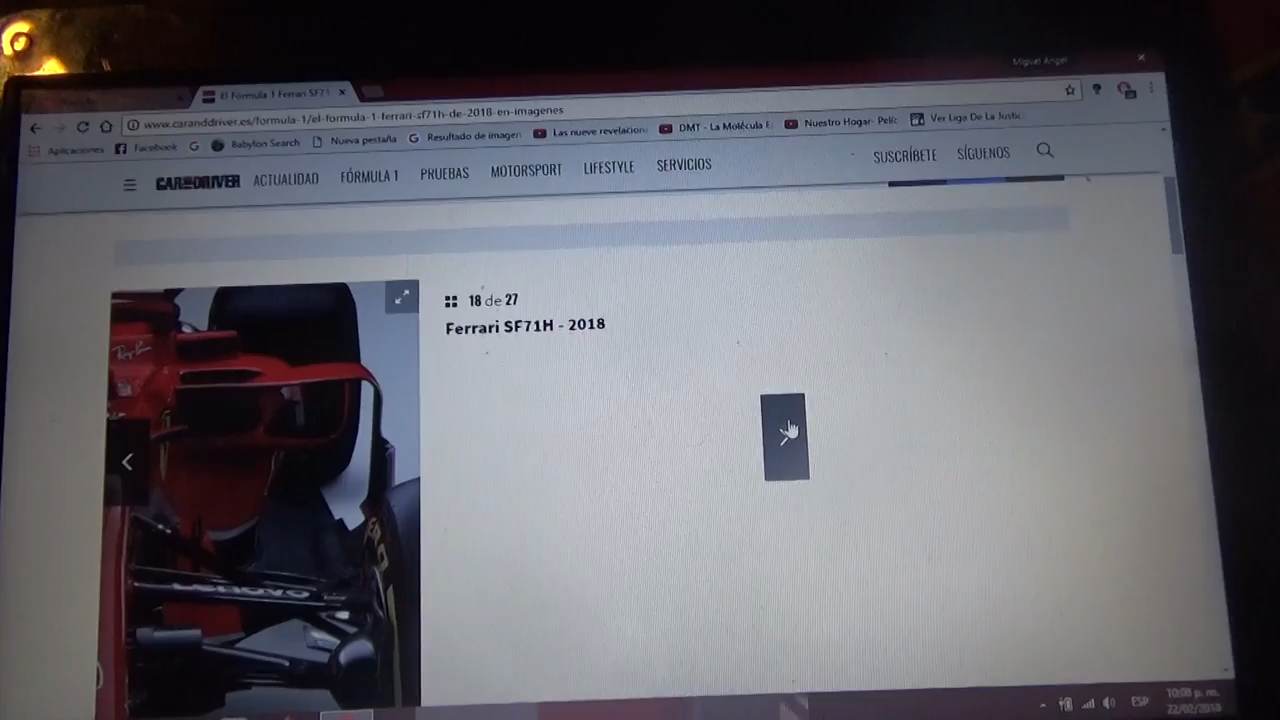 Miguel Angel
El Fórmula 1 Ferrari SF71
www.caranddriver.es/formula-1/el-formula-1-ferrari-sf71h-de-2018-en-imagenes
Aplicaciones Facebook Babylon Search Nueva pestaña Resultado de imagen Las nueve revelacion DMT - La Molécula E Nuestro Hogar- Pelíc Ver Liga De La Justic
CAR AND DRIVER ACTUALIDAD FÓRMULA 1 PRUEBAS MOTORSPORT LIFESTYLE SERVICIOS SUSCRÍBETE SÍGUENOS
18 de 27
Ferrari SF71H - 2018
Ray-Ban
Lenovo
ESP
10:08 p. m.
22/02/2018